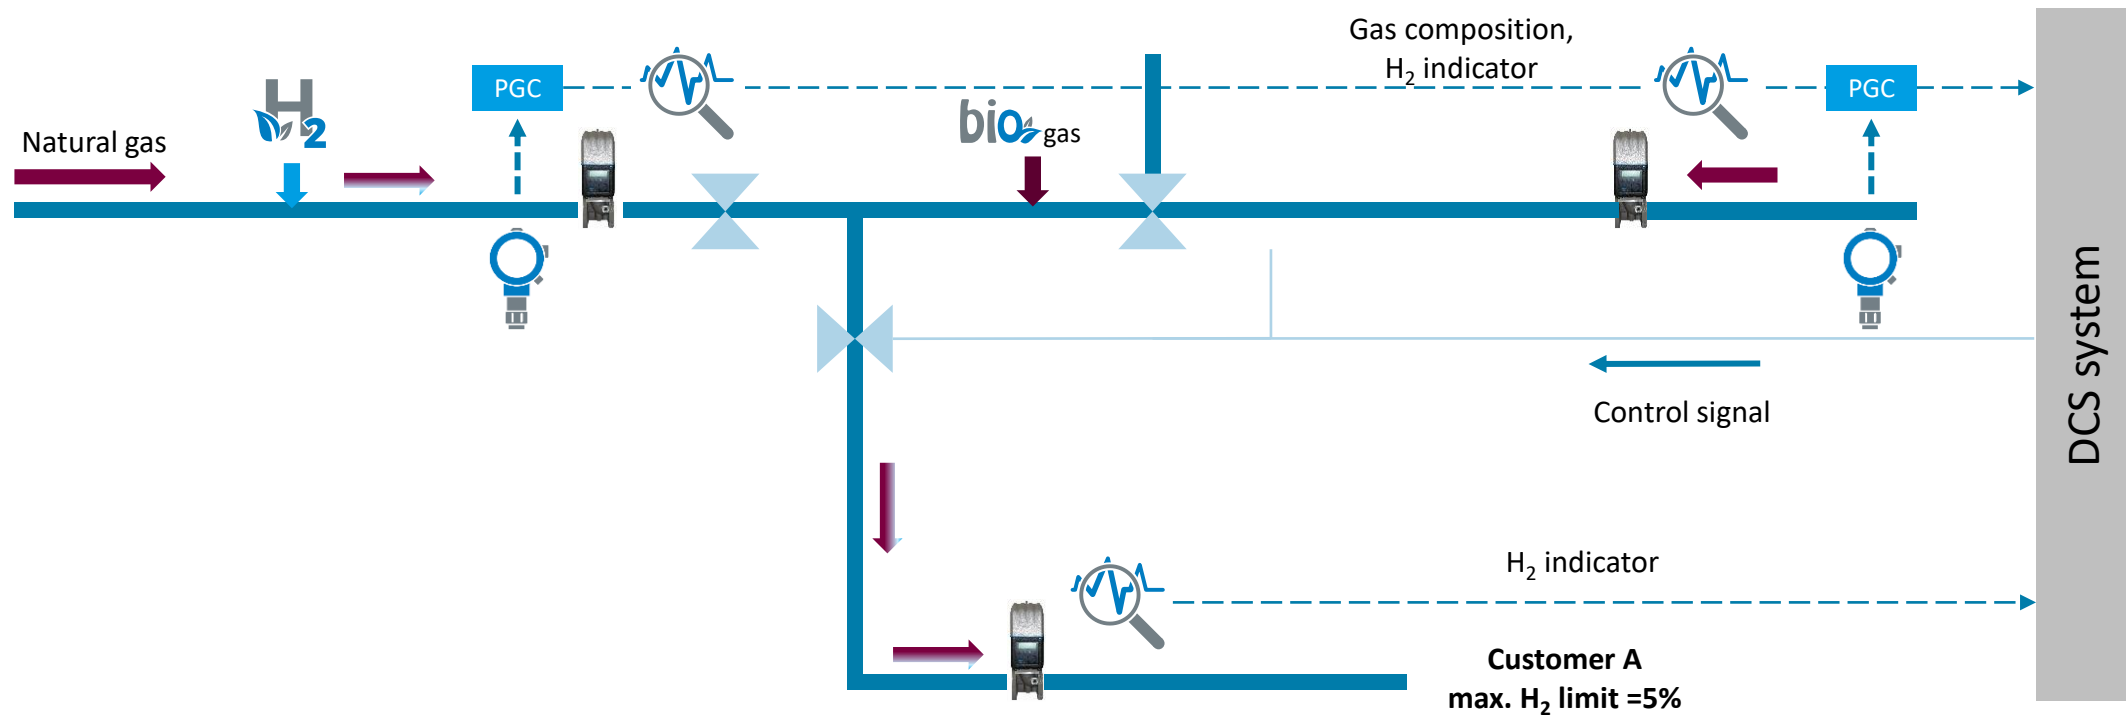 Gas composition,
H₂ indicator
PGC
PGC
H₂
Natural gas
bio gas
DCS system
Control signal
H₂ indicator
Customer A
max. H₂ limit =5%